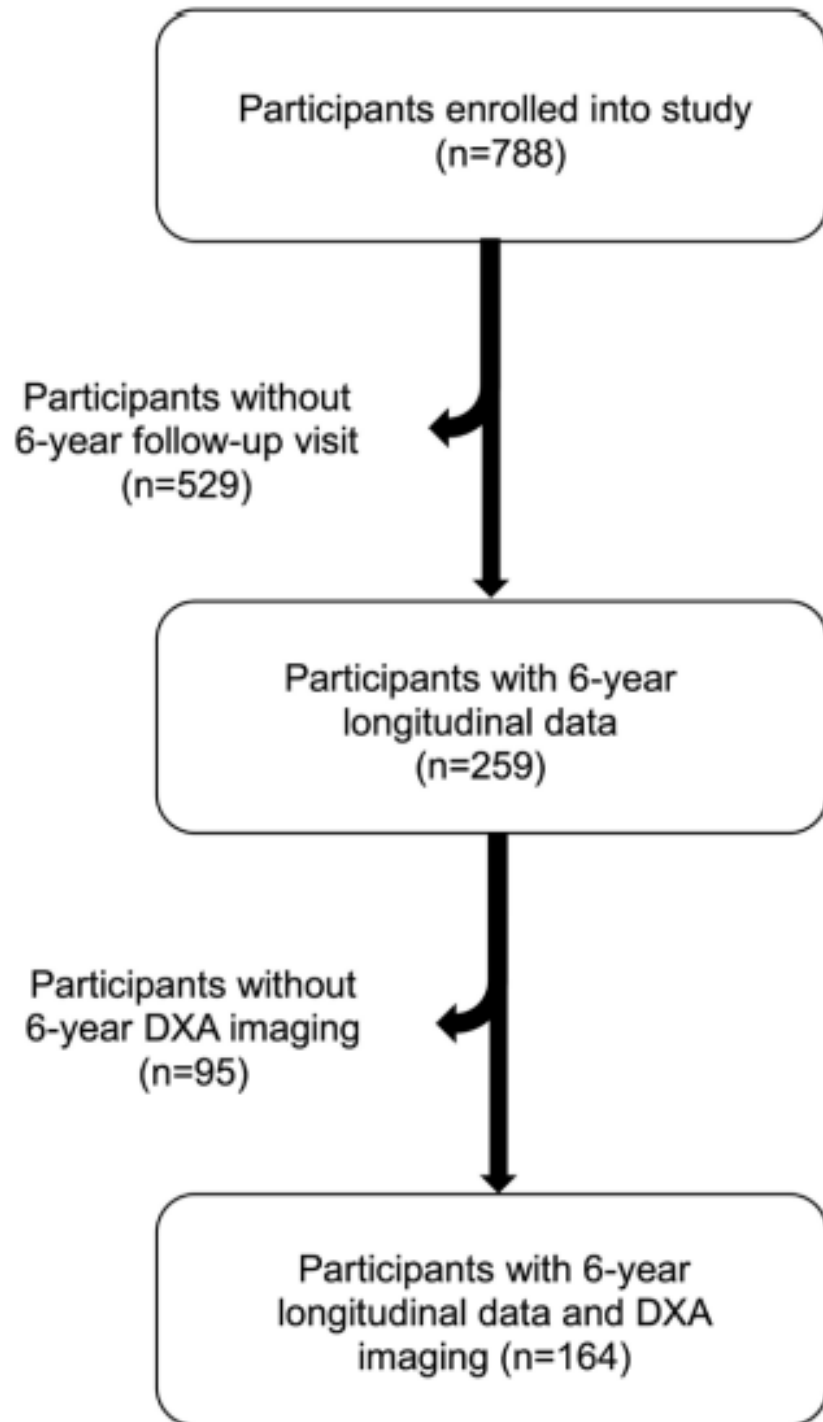 Participants enrolled into study
(n=788)
Participants without
6-year follow-up visit
(n=529)
Participants with 6-year
longitudinal data
(n=259)
Participants without
6-year DXA imaging
(n=95)
Participants with 6-year
longitudinal data and DXA
imaging (n=164)